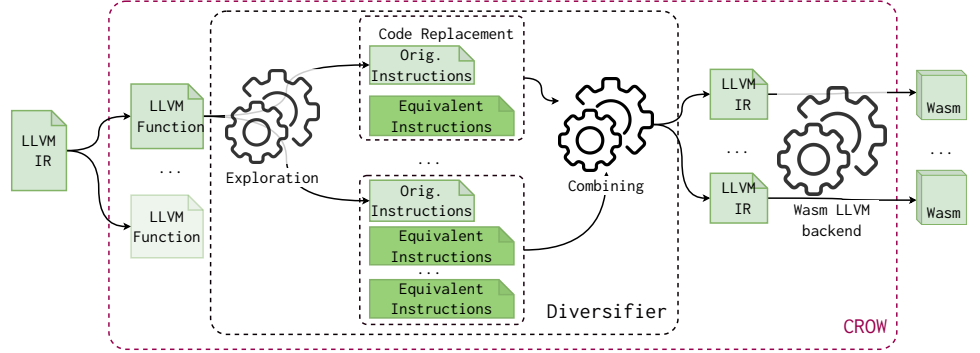 LLVM
IR
LLVM
Function
...
LLVM
Function
Exploration
Code Replacement
Orig.
Instructions
Equivalent
Instructions
...
Orig.
Instructions
Equivalent
Instructions
...
Equivalent
Instructions
Combining
Diversifier
LLVM
IR
...
LLVM
IR
Wasm LLVM
backend
Wasm
...
Wasm
CROW